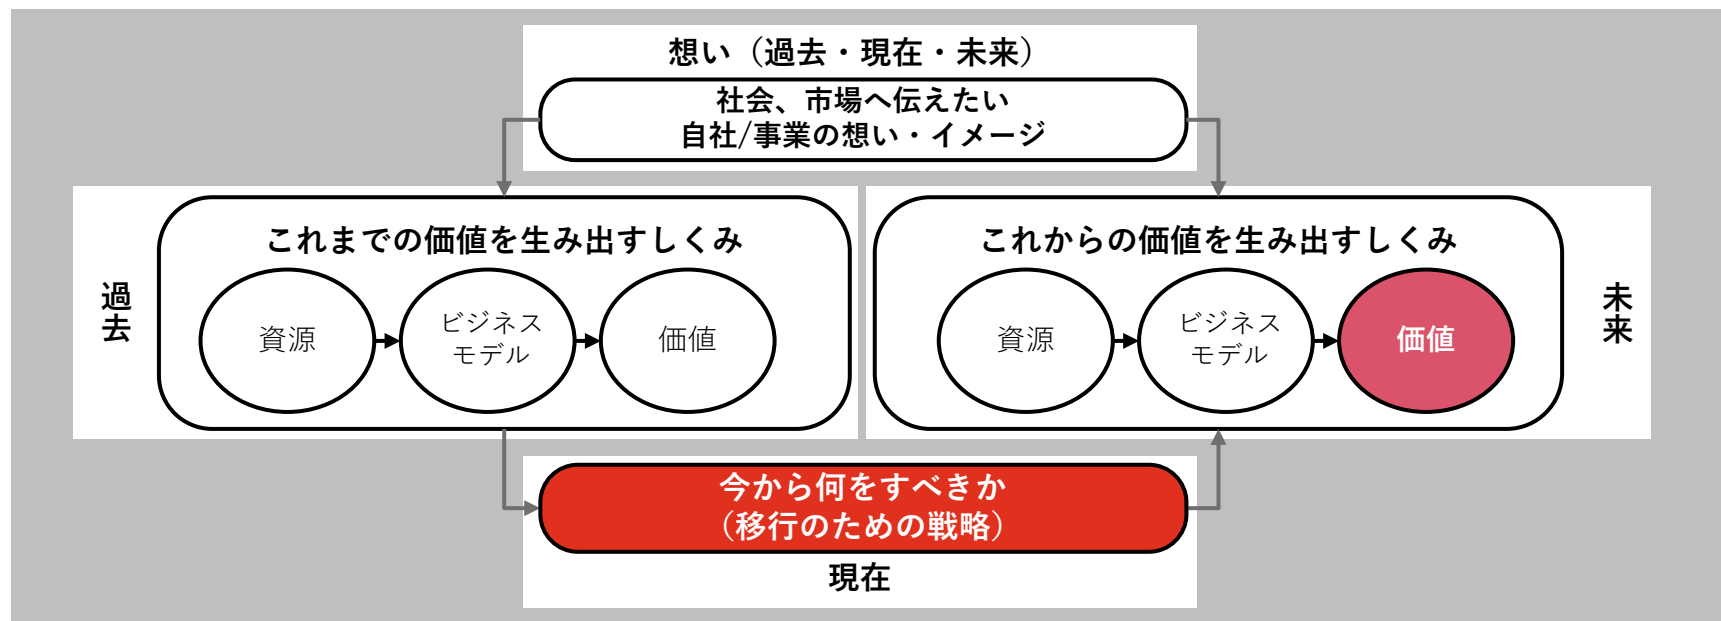 想い（過去・現在・未来）
社会、市場へ伝えたい
自社/事業の想い・イメージ
過去
これまでの価値を生み出すしくみ
資源
ビジネス
モデル
価値
これからの価値を生み出すしくみ
資源
ビジネス
モデル
価値
未来
今から何をすべきか
（移行のための戦略）
現在